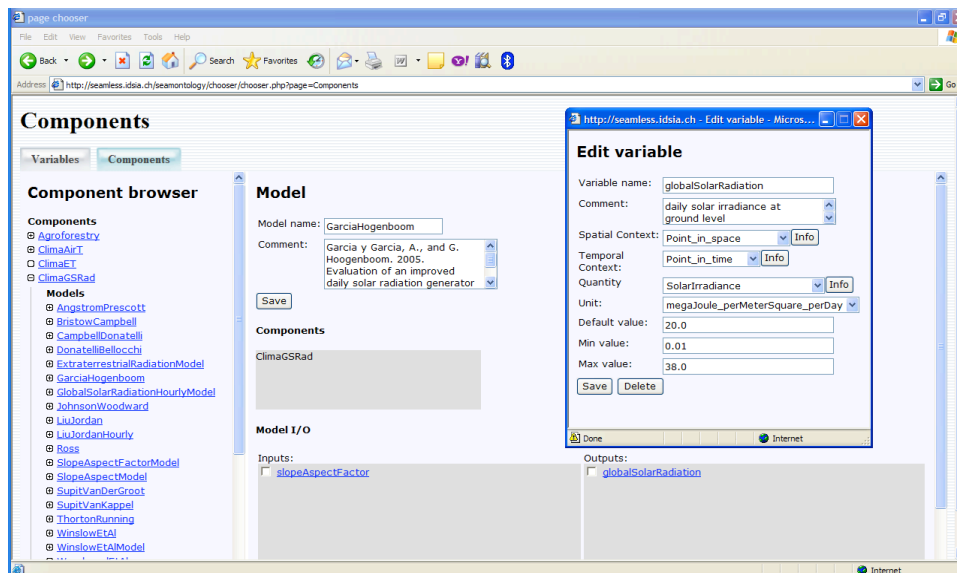 page chooser
File Edit View Favorites Tools Help
Back Search Favorites
Address http://seamless.idsia.ch/seamontology/chooser/chooser.php?page=Components Go
Components
Variables Components
Component browser
Components
Agroforestry
ClimaAirT
ClimaET
ClimaGSRad
Models
AngstromPrescott
BristowCampbell
CampbellDonatelli
DonatelliBellocchi
ExtraterrestrialRadiationModel
GarciaHogenboom
GlobalSolarRadiationHourlyModel
JohnsonWoodward
LiuJordan
LiuJordanHourly
Ross
SlopeAspectFactorModel
SlopeAspectModel
SupitVanDerGroot
SupitVanKappel
ThortonRunning
WinslowEtAl
WinslowEtAlModel
Model
Model name: GarciaHogenboom
Comment: Garcia y Garcia, A., and G.
Hoogenboom. 2005.
Evaluation of an improved
daily solar radiation generator
Save
Components
ClimaGSRad
Model I/O
Inputs:
slopeAspectFactor
Outputs:
globalSolarRadiation
http://seamless.idsia.ch - Edit variable - Micros...
Edit variable
Variable name: globalSolarRadiation
Comment: daily solar irradiance at
ground level
Spatial Context: Point_in_space Info
Temporal
Context: Point_in_time Info
Quantity SolarIrradiance Info
Unit: megaJoule_perMeterSquare_perDay
Default value: 20.0
Min value: 0.01
Max value: 38.0
Save Delete
Done Internet
Internet